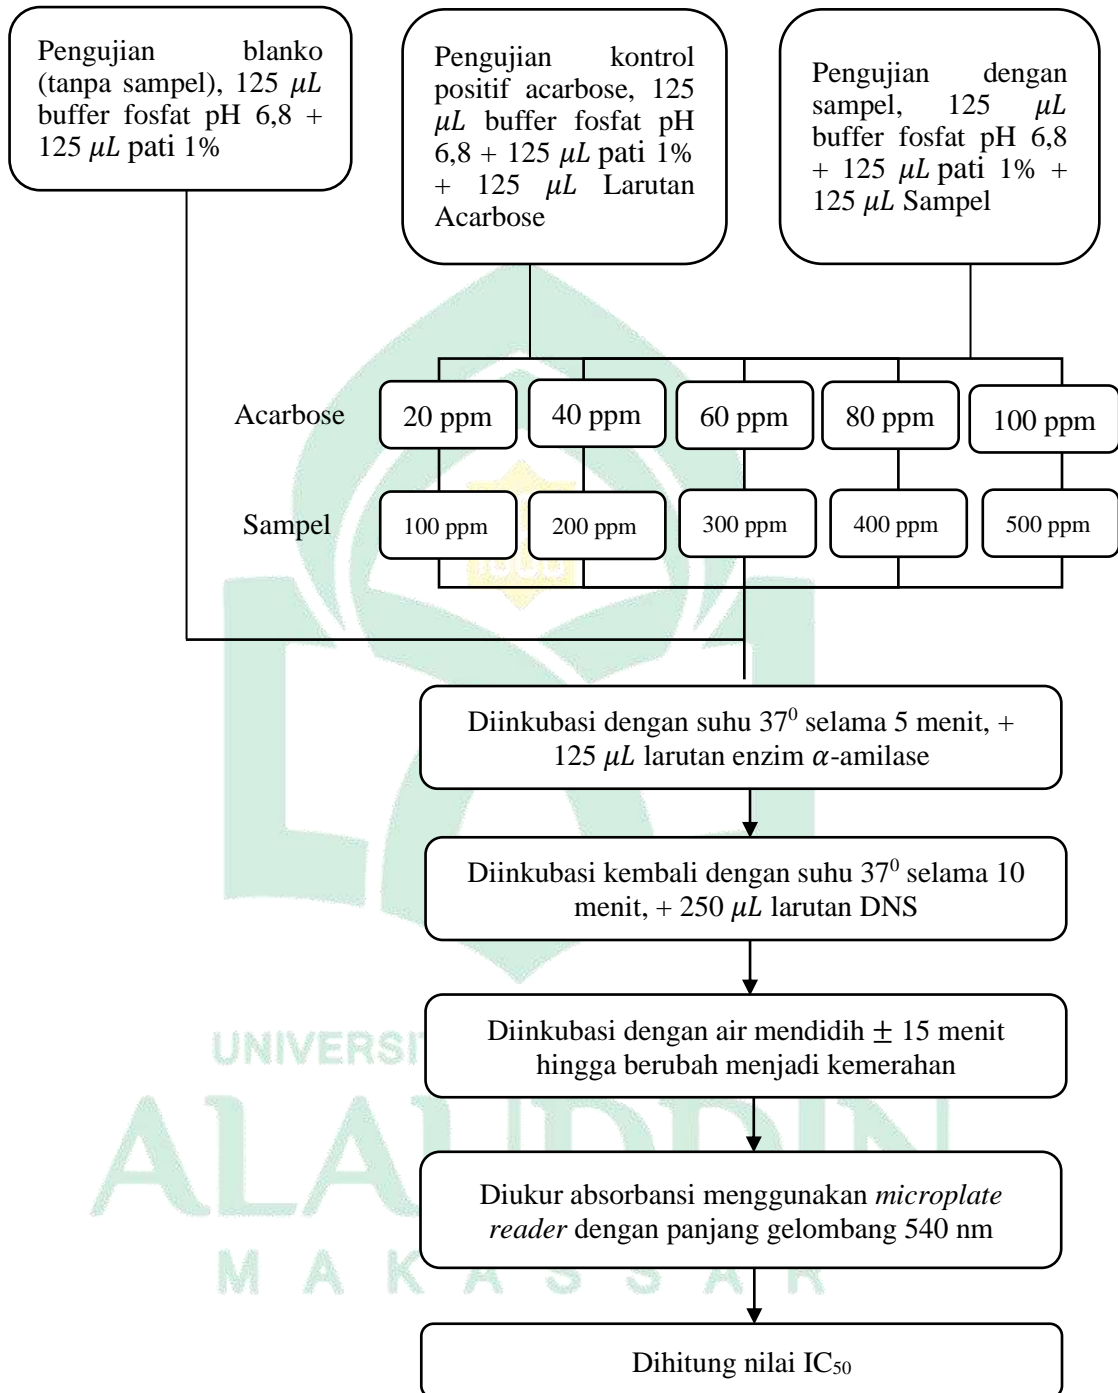 Pengujian blanko
(tanpa sampel), 125 μL
buffer fosfat pH 6,8 +
125 μL pati 1%
Pengujian kontrol
positif acarbose, 125
μL buffer fosfat pH
6,8 + 125 μL pati 1%
+ 125 μL Larutan
Acarbose
Pengujian dengan
sampel, 125 μL
buffer fosfat pH 6,8
+ 125 μL pati 1% +
125 μL Sampel
Acarbose 20 ppm 40 ppm 60 ppm 80 ppm 100 ppm
Sampel 100 ppm 200 ppm 300 ppm 400 ppm 500 ppm
Diinkubasi dengan suhu 37⁰ selama 5 menit, +
125 μL larutan enzim α-amilase
Diinkubasi kembali dengan suhu 37⁰ selama 10
menit, + 250 μL larutan DNS
Diinkubasi dengan air mendidih ± 15 menit
hingga berubah menjadi kemerahan
Diukur absorbansi menggunakan microplate
reader dengan panjang gelombang 540 nm
Dihitung nilai IC₅₀
ALAUDDIN
MAKASSAR